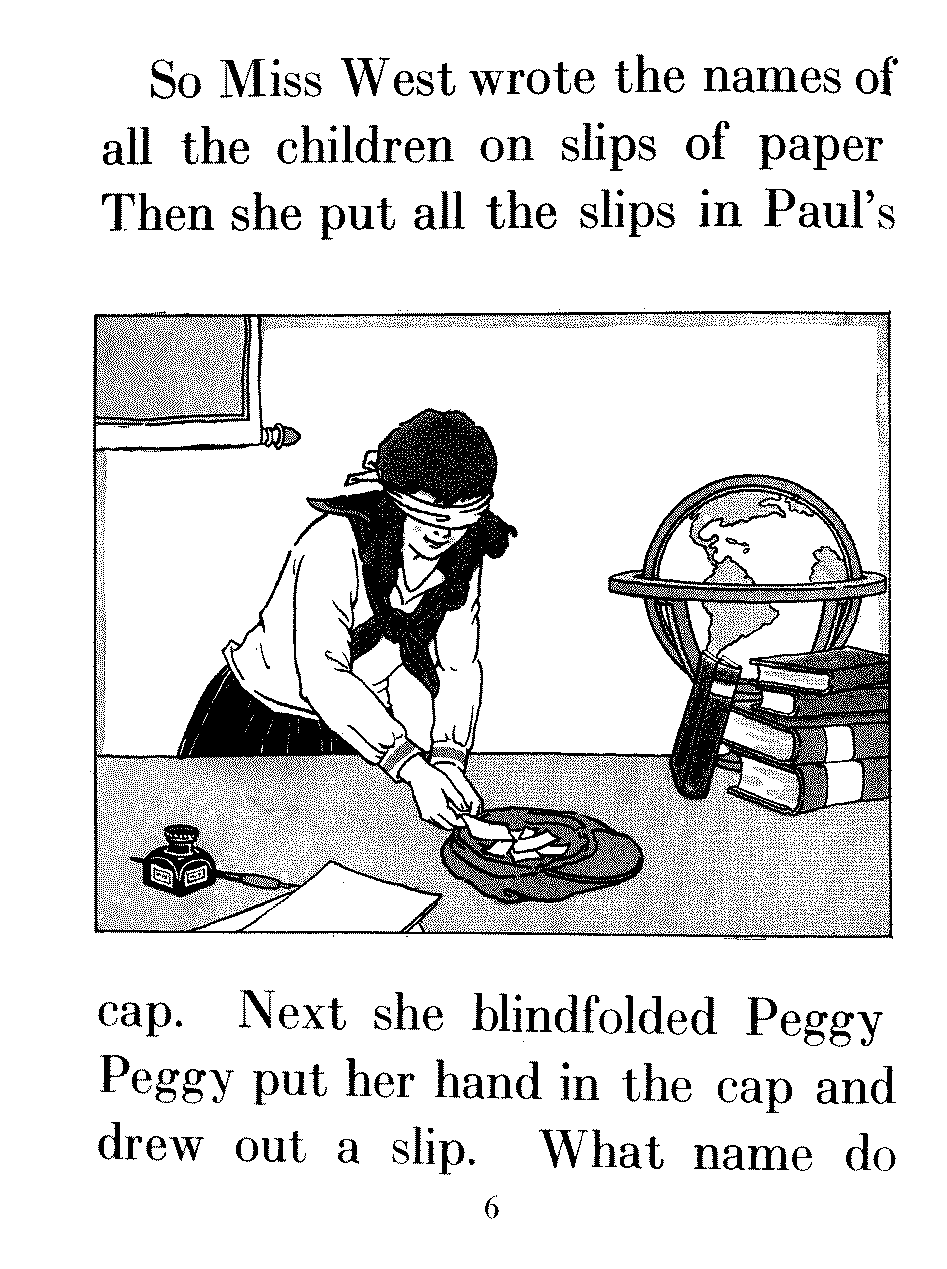 So Miss West wrote the names of
all the children on slips of paper
Then she put all the slips in Paul's
cap. Next she blindfolded Peggy
Peggy put her hand in the cap and
drew out a slip. What name do
6